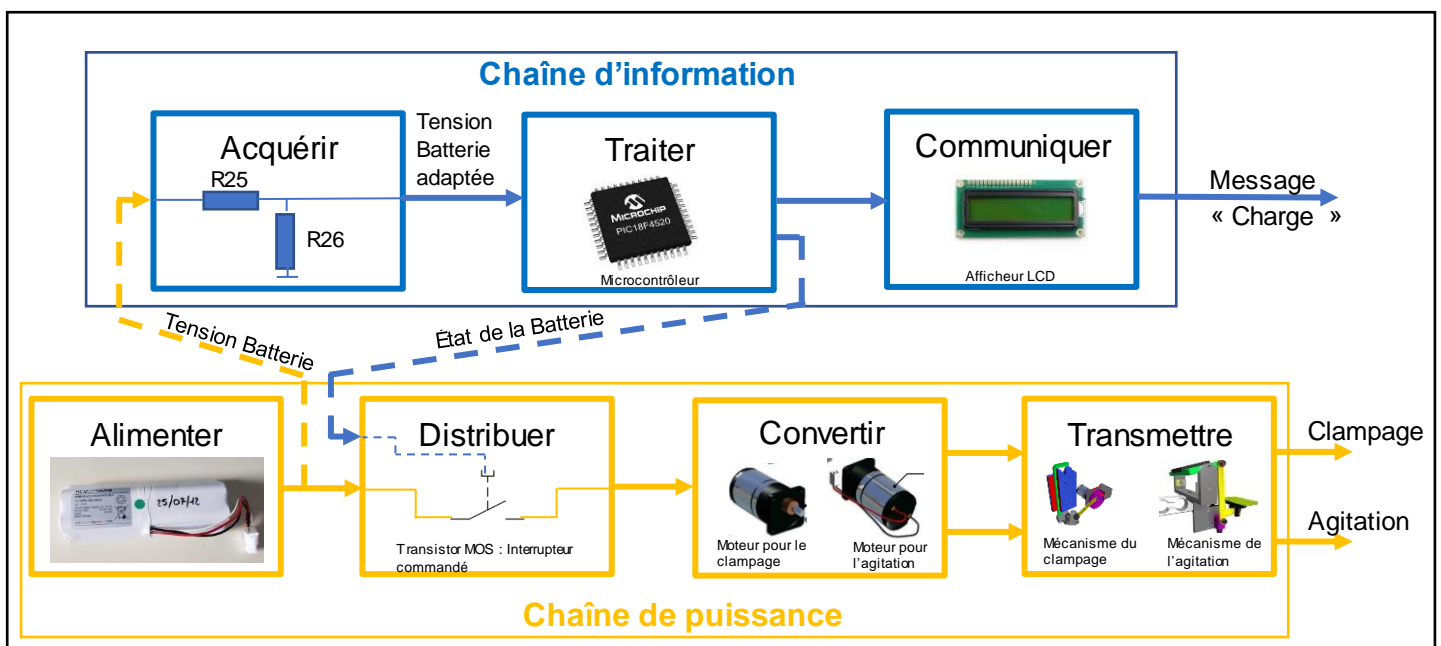 Chaîne d'information
Acquérir
R25
R26
Tension
Batterie
adaptée
Traiter
MICROCHIP
PIC18F4520
Microcontrôleur
Communiquer
Afficheur LCD
Message
« Charge »
Tension Batterie
État de la Batterie
Alimenter
25/07/12
Distribuer
Transistor MOS : Interrupteur
commandé
Convertir
Moteur pour le
clampage
Moteur pour
l'agitation
Transmettre
Mécanisme du
clampage
Mécanisme de
l'agitation
Clampage
Agitation
Chaîne de puissance